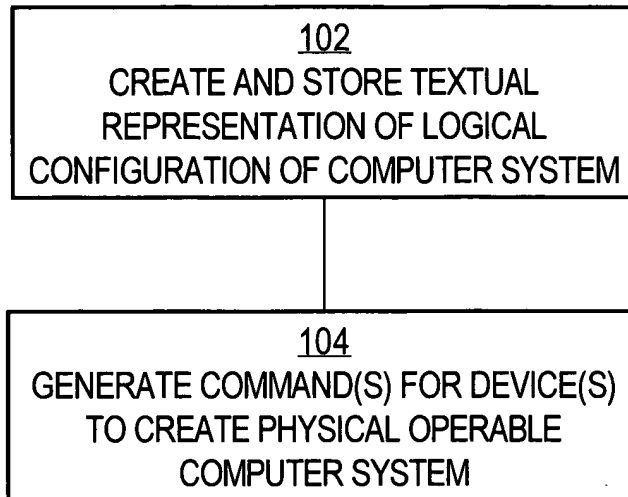 102
CREATE AND STORE TEXTUAL
REPRESENTATION OF LOGICAL
CONFIGURATION OF COMPUTER SYSTEM
104
GENERATE COMMAND(S) FOR DEVICE(S)
TO CREATE PHYSICAL OPERABLE
COMPUTER SYSTEM